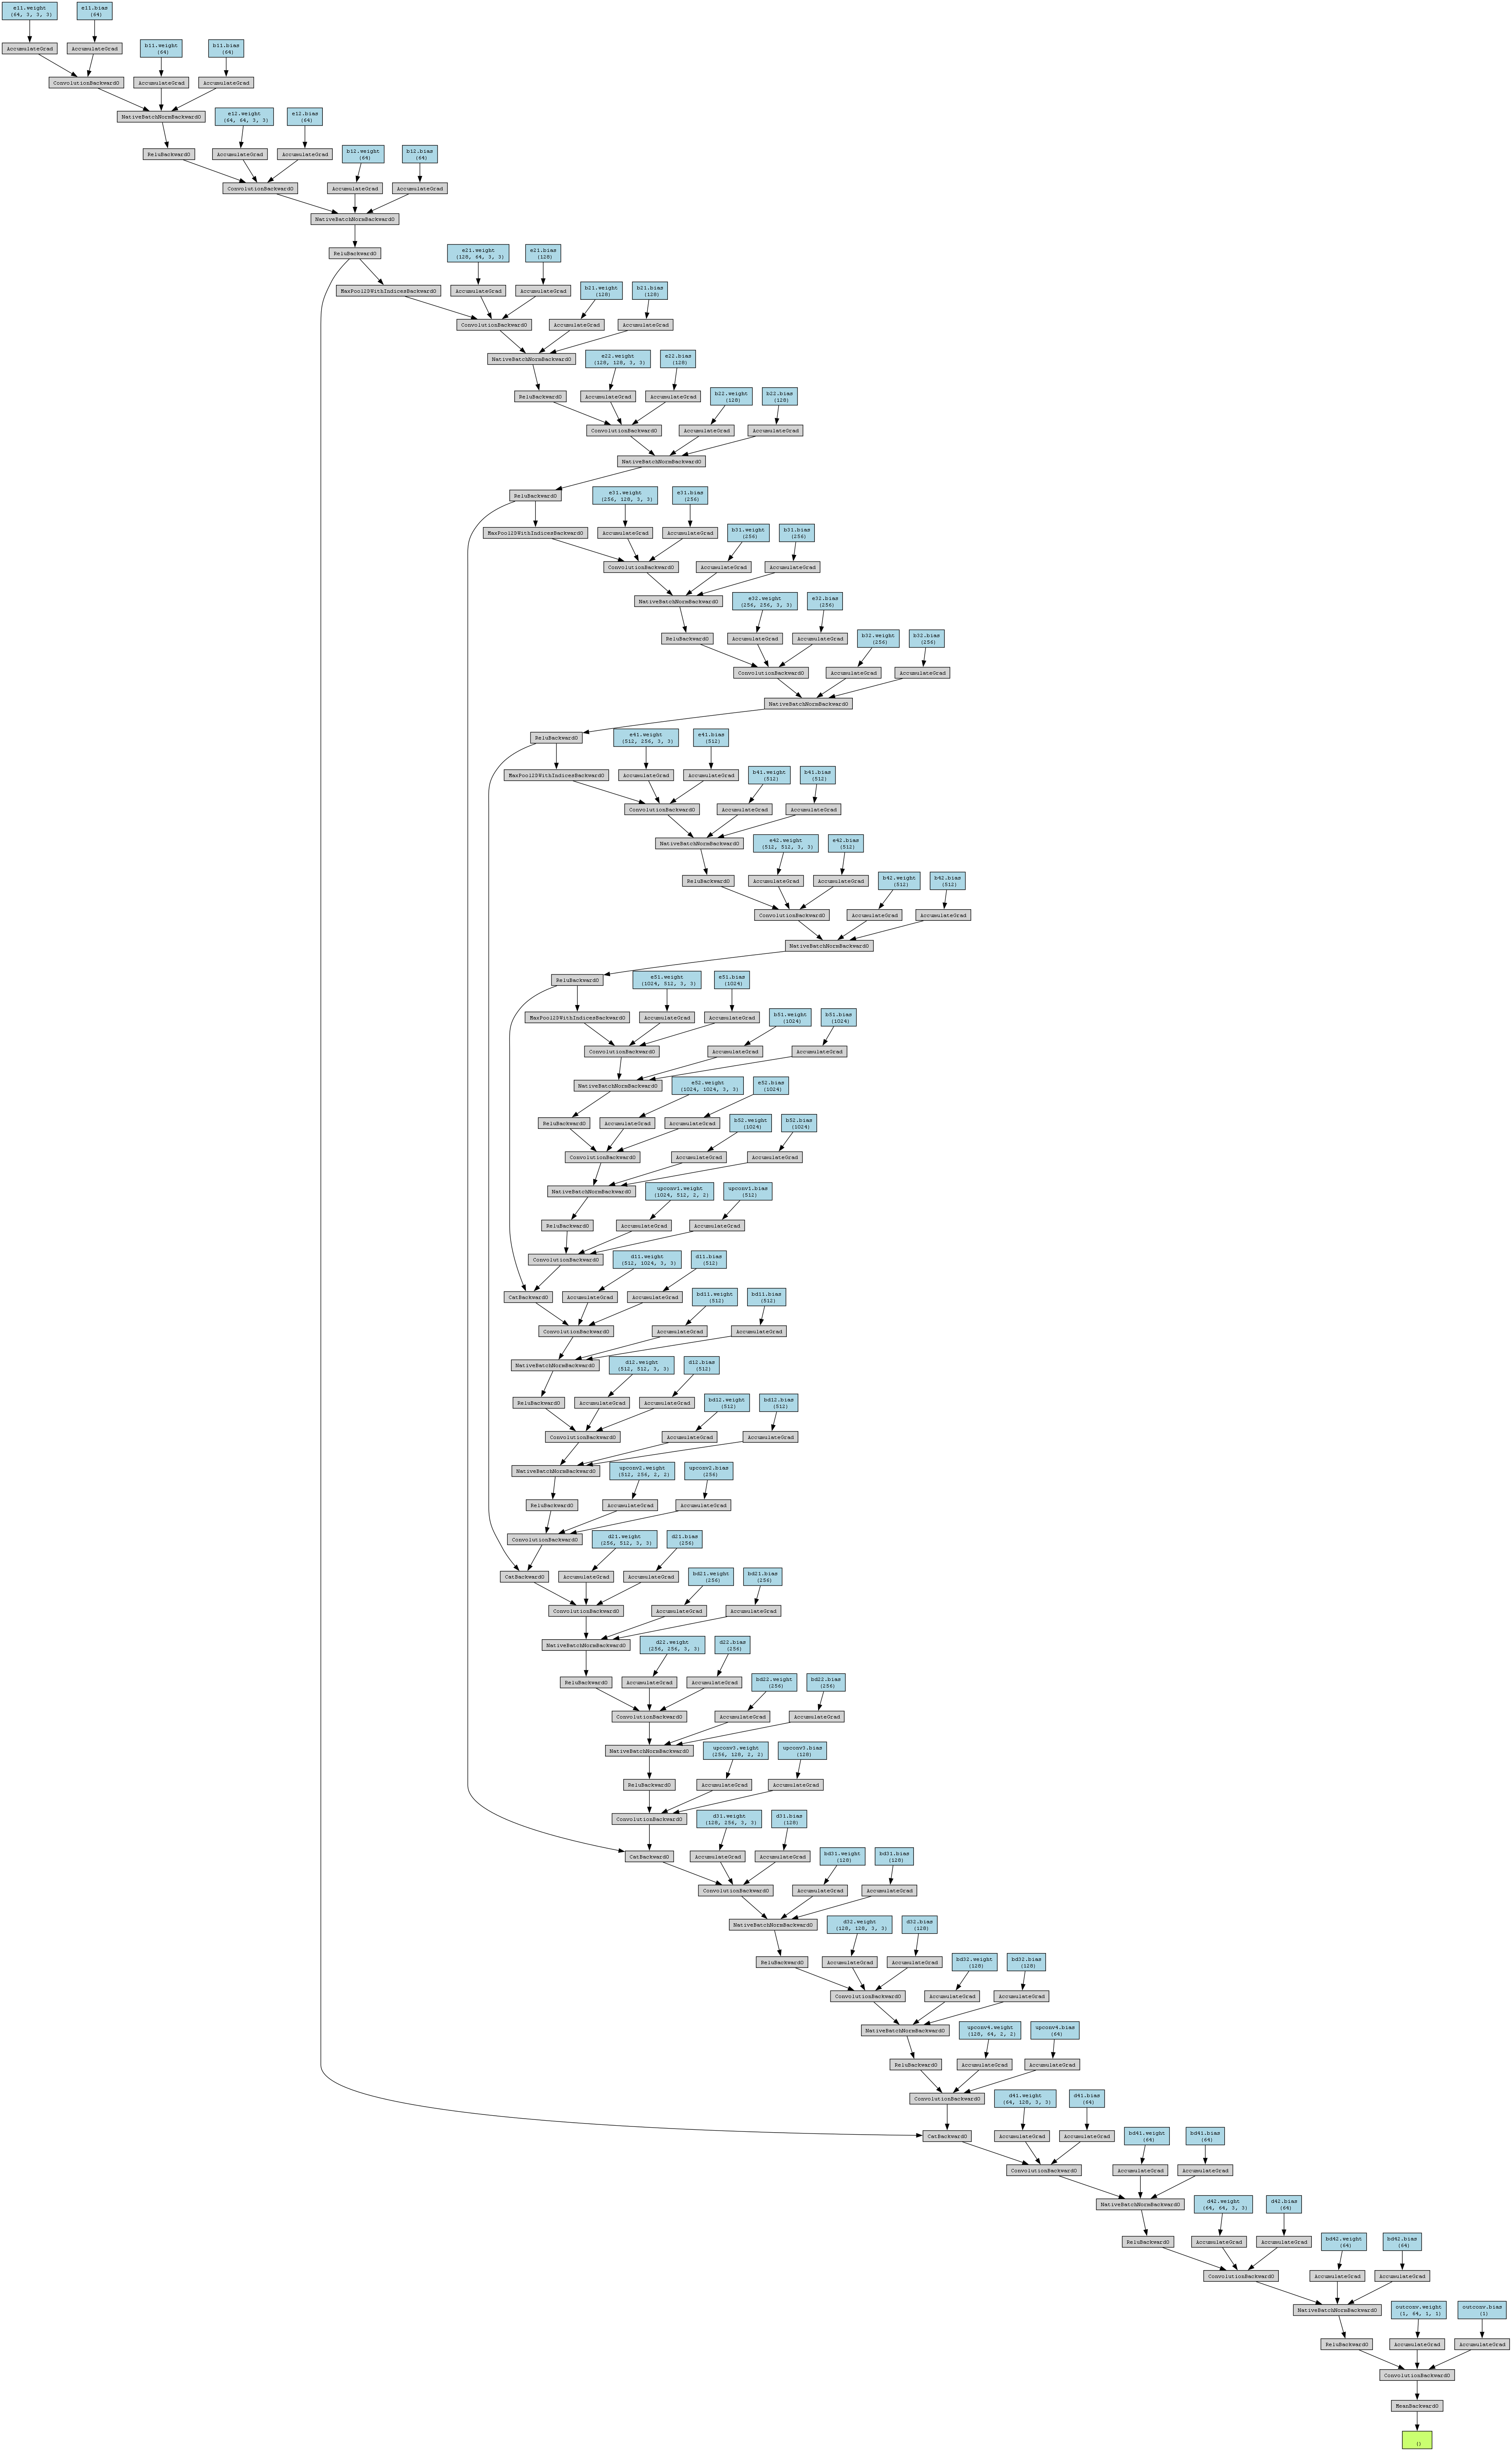 e11.weight
(64, 3, 3, 3)
e11.bias
(64)
AccumulateGrad
AccumulateGrad
b11.weight
(64)
b11.bias
(64)
ConvolutionBackward0
AccumulateGrad
AccumulateGrad
NativeBatchNormBackward0
e12.weight
(64, 64, 3, 3)
e12.bias
(64)
ReluBackward0
AccumulateGrad
AccumulateGrad
b12.weight
(64)
b12.bias
(64)
ConvolutionBackward0
AccumulateGrad
AccumulateGrad
NativeBatchNormBackward0
ReluBackward0
e21.weight
(128, 64, 3, 3)
e21.bias
(128)
MaxPool2DWithIndicesBackward0
AccumulateGrad
AccumulateGrad
b21.weight
(128)
b21.bias
(128)
ConvolutionBackward0
AccumulateGrad
AccumulateGrad
NativeBatchNormBackward0
e22.weight
(128, 128, 3, 3)
e22.bias
(128)
ReluBackward0
AccumulateGrad
AccumulateGrad
b22.weight
(128)
b22.bias
(128)
ConvolutionBackward0
AccumulateGrad
AccumulateGrad
NativeBatchNormBackward0
ReluBackward0
e31.weight
(256, 128, 3, 3)
e31.bias
(256)
MaxPool2DWithIndicesBackward0
AccumulateGrad
AccumulateGrad
b31.weight
(256)
b31.bias
(256)
ConvolutionBackward0
AccumulateGrad
AccumulateGrad
NativeBatchNormBackward0
e32.weight
(256, 256, 3, 3)
e32.bias
(256)
ReluBackward0
AccumulateGrad
AccumulateGrad
b32.weight
(256)
b32.bias
(256)
ConvolutionBackward0
AccumulateGrad
AccumulateGrad
NativeBatchNormBackward0
ReluBackward0
e41.weight
(512, 256, 3, 3)
e41.bias
(512)
MaxPool2DWithIndicesBackward0
AccumulateGrad
AccumulateGrad
b41.weight
(512)
b41.bias
(512)
ConvolutionBackward0
AccumulateGrad
AccumulateGrad
NativeBatchNormBackward0
e42.weight
(512, 512, 3, 3)
e42.bias
(512)
ReluBackward0
AccumulateGrad
AccumulateGrad
b42.weight
(512)
b42.bias
(512)
ConvolutionBackward0
AccumulateGrad
AccumulateGrad
NativeBatchNormBackward0
ReluBackward0
e51.weight
(1024, 512, 3, 3)
e51.bias
(1024)
MaxPool2DWithIndicesBackward0
AccumulateGrad
AccumulateGrad
b51.weight
(1024)
b51.bias
(1024)
ConvolutionBackward0
AccumulateGrad
AccumulateGrad
NativeBatchNormBackward0
e52.weight
(1024, 1024, 3, 3)
e52.bias
(1024)
ReluBackward0
AccumulateGrad
AccumulateGrad
b52.weight
(1024)
b52.bias
(1024)
ConvolutionBackward0
AccumulateGrad
AccumulateGrad
NativeBatchNormBackward0
upconv1.weight
(1024, 512, 2, 2)
upconv1.bias
(512)
ReluBackward0
AccumulateGrad
AccumulateGrad
ConvolutionBackward0
d11.weight
(512, 1024, 3, 3)
d11.bias
(512)
CatBackward0
AccumulateGrad
AccumulateGrad
bd11.weight
(512)
bd11.bias
(512)
ConvolutionBackward0
AccumulateGrad
AccumulateGrad
NativeBatchNormBackward0
d12.weight
(512, 512, 3, 3)
d12.bias
(512)
ReluBackward0
AccumulateGrad
AccumulateGrad
bd12.weight
(512)
bd12.bias
(512)
ConvolutionBackward0
AccumulateGrad
AccumulateGrad
NativeBatchNormBackward0
upconv2.weight
(512, 256, 2, 2)
upconv2.bias
(256)
ReluBackward0
AccumulateGrad
AccumulateGrad
ConvolutionBackward0
d21.weight
(256, 512, 3, 3)
d21.bias
(256)
CatBackward0
AccumulateGrad
AccumulateGrad
bd21.weight
(256)
bd21.bias
(256)
ConvolutionBackward0
AccumulateGrad
AccumulateGrad
NativeBatchNormBackward0
d22.weight
(256, 256, 3, 3)
d22.bias
(256)
ReluBackward0
AccumulateGrad
AccumulateGrad
bd22.weight
(256)
bd22.bias
(256)
ConvolutionBackward0
AccumulateGrad
AccumulateGrad
NativeBatchNormBackward0
upconv3.weight
(256, 128, 2, 2)
upconv3.bias
(128)
ReluBackward0
AccumulateGrad
AccumulateGrad
ConvolutionBackward0
d31.weight
(128, 256, 3, 3)
d31.bias
(128)
CatBackward0
AccumulateGrad
AccumulateGrad
bd31.weight
(128)
bd31.bias
(128)
ConvolutionBackward0
AccumulateGrad
AccumulateGrad
NativeBatchNormBackward0
d32.weight
(128, 128, 3, 3)
d32.bias
(128)
ReluBackward0
AccumulateGrad
AccumulateGrad
bd32.weight
(128)
bd32.bias
(128)
ConvolutionBackward0
AccumulateGrad
AccumulateGrad
NativeBatchNormBackward0
upconv4.weight
(128, 64, 2, 2)
upconv4.bias
(64)
ReluBackward0
AccumulateGrad
AccumulateGrad
ConvolutionBackward0
d41.weight
(64, 128, 3, 3)
d41.bias
(64)
CatBackward0
AccumulateGrad
AccumulateGrad
bd41.weight
(64)
bd41.bias
(64)
ConvolutionBackward0
AccumulateGrad
AccumulateGrad
NativeBatchNormBackward0
d42.weight
(64, 64, 3, 3)
d42.bias
(64)
ReluBackward0
AccumulateGrad
AccumulateGrad
bd42.weight
(64)
bd42.bias
(64)
ConvolutionBackward0
AccumulateGrad
AccumulateGrad
NativeBatchNormBackward0
outconv.weight
(1, 64, 1, 1)
outconv.bias
(1)
ReluBackward0
AccumulateGrad
AccumulateGrad
ConvolutionBackward0
MeanBackward0
()